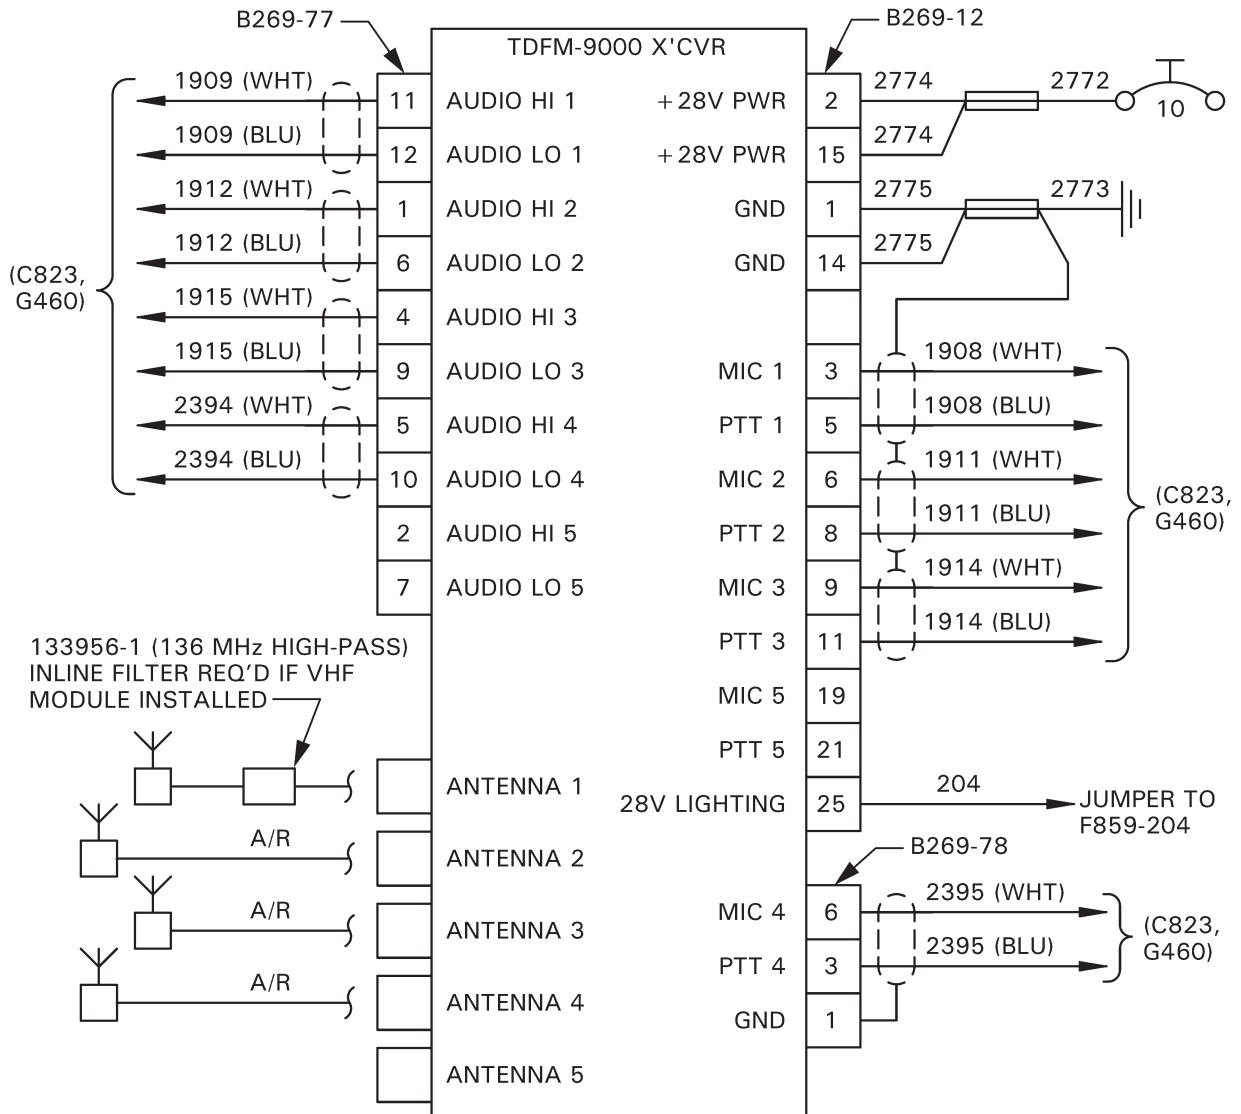 B269-77
B269-12
TDFM-9000 X'CVR
1909 (WHT)
11
AUDIO HI 1
+28V PWR
2
2774
2772
10
1909 (BLU)
12
AUDIO LO 1
+28V PWR
15
2774
1912 (WHT)
1
AUDIO HI 2
GND
1
2775
2773
1912 (BLU)
6
AUDIO LO 2
GND
14
2775
(C823,
G460)
1915 (WHT)
4
AUDIO HI 3
1915 (BLU)
9
AUDIO LO 3
MIC 1
3
1908 (WHT)
2394 (WHT)
5
AUDIO HI 4
PTT 1
5
1908 (BLU)
2394 (BLU)
10
AUDIO LO 4
MIC 2
6
1911 (WHT)
(C823,
G460)
2
AUDIO HI 5
PTT 2
8
1911 (BLU)
7
AUDIO LO 5
MIC 3
9
1914 (WHT)
PTT 3
11
1914 (BLU)
133956-1 (136 MHz HIGH-PASS)
INLINE FILTER REQ’D IF VHF
MODULE INSTALLED
MIC 5
19
PTT 5
21
ANTENNA 1
28V LIGHTING
25
204
JUMPER TO
F859-204
A/R
ANTENNA 2
B269-78
A/R
ANTENNA 3
MIC 4
6
2395 (WHT)
(C823,
G460)
PTT 4
3
2395 (BLU)
A/R
ANTENNA 4
GND
1
ANTENNA 5